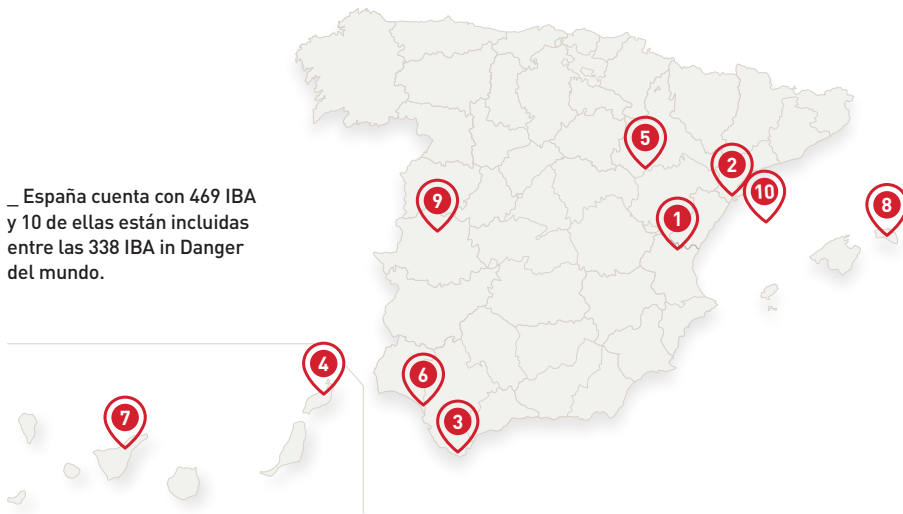 5
2
10
9
8
1
_ España cuenta con 469 IBA
y 10 de ellas están incluidas
entre las 338 IBA in Danger
del mundo.
4
6
7
3